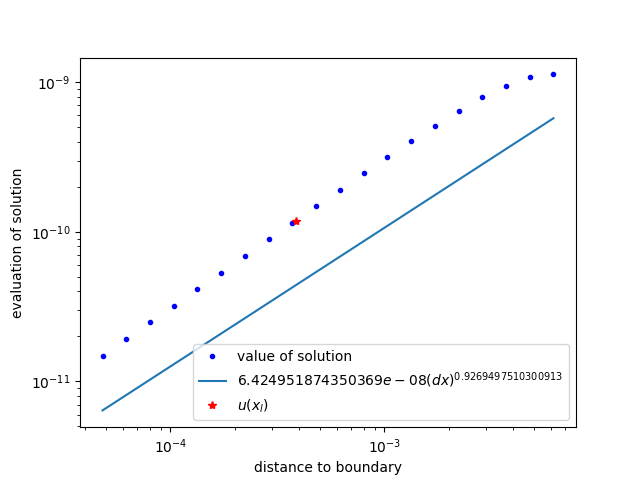 10⁻⁹
10⁻¹⁰
10⁻¹¹
evaluation of solution
value of solution
6.424951874350369e − 08(dx)^0.9269497510300913
u(x_l)
10⁻⁴
10⁻³
distance to boundary